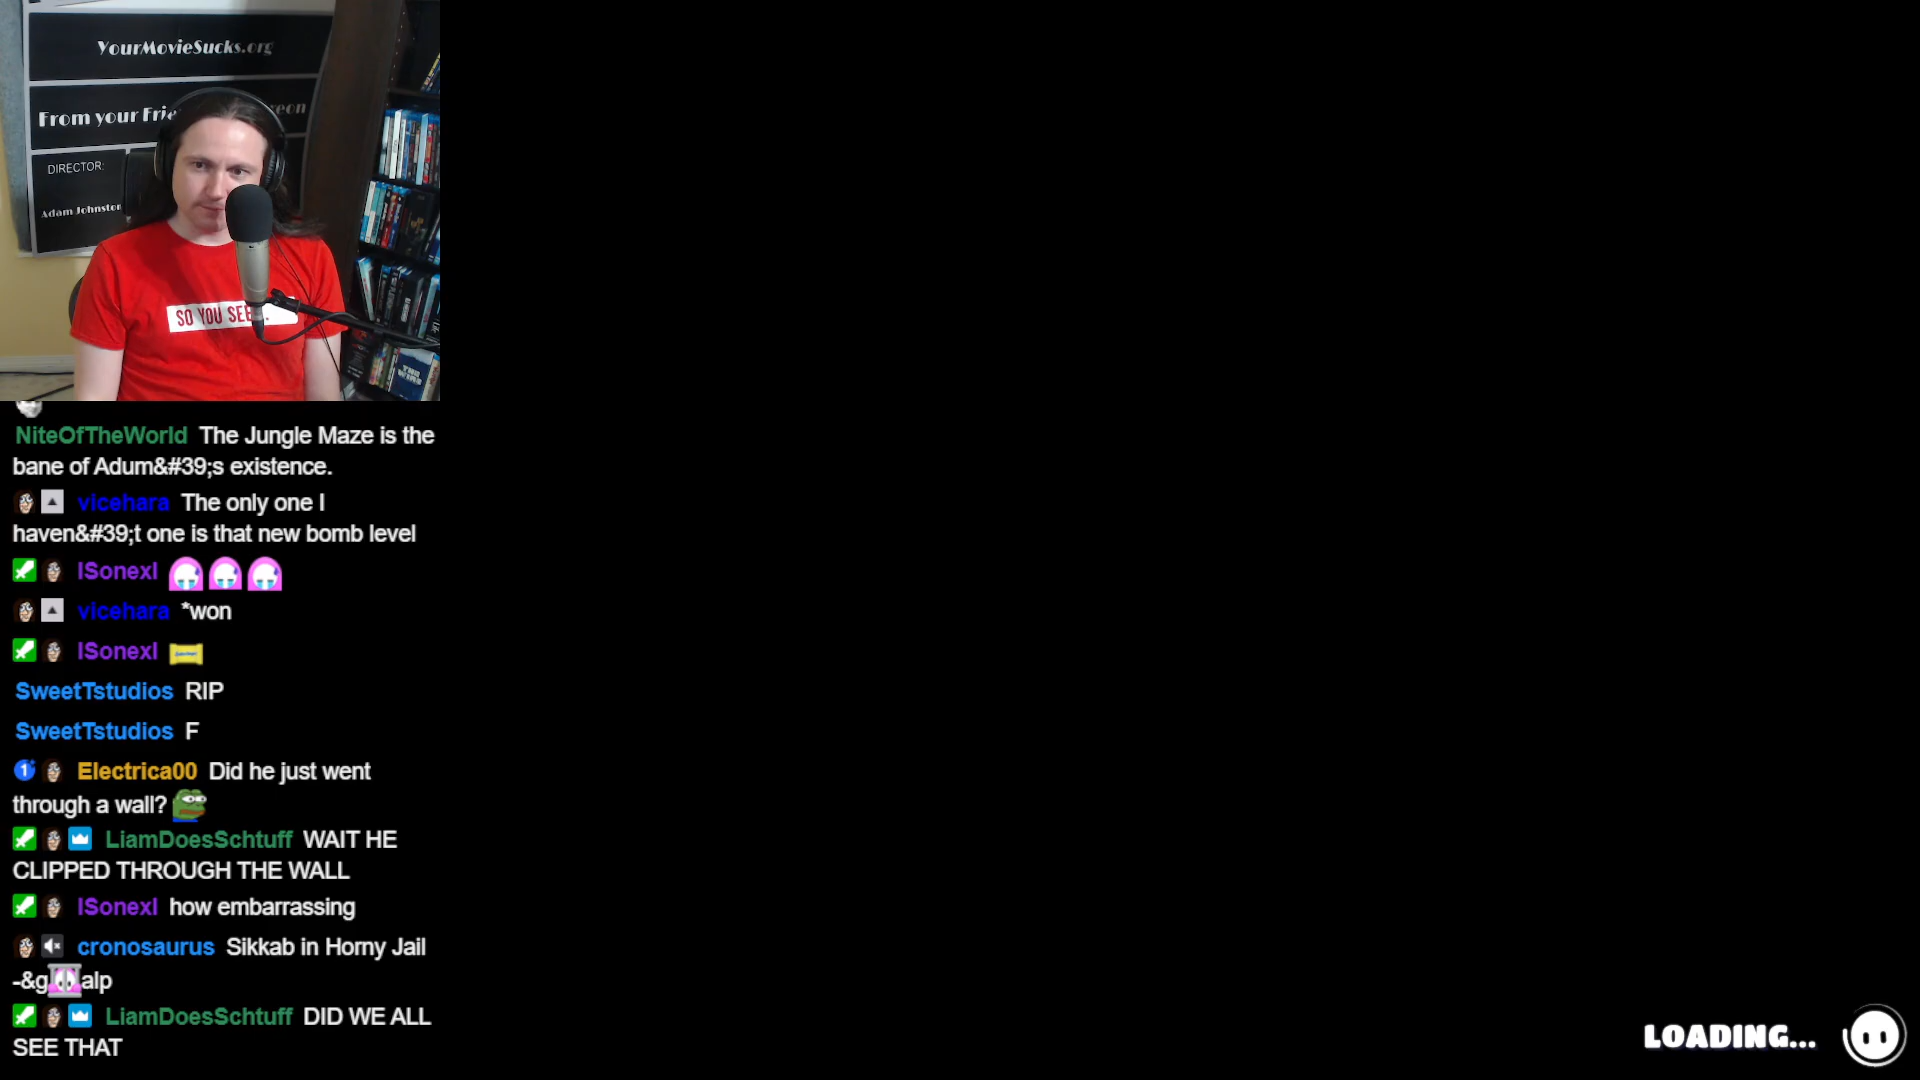 YourMovieSucks.org
From your Frie
reon
DIRECTOR:
Adam Johnston
SO YOU SEE
THE WIRE
NiteOfTheWorld The Jungle Maze is the
bane of Adum&#39;s existence.
vicehara The only one I
haven&#39;t one is that new bomb level
ISonexI
vicehara *won
ISonexI
SweetTstudios RIP
SweetTstudios F
Electrica00 Did he just went
through a wall?
LiamDoesSchtuff WAIT HE
CLIPPED THROUGH THE WALL
ISonexI how embarrassing
cronosaurus Sikkab in Horny Jail
-&g alp
LiamDoesSchtuff DID WE ALL
SEE THAT
LOADING...